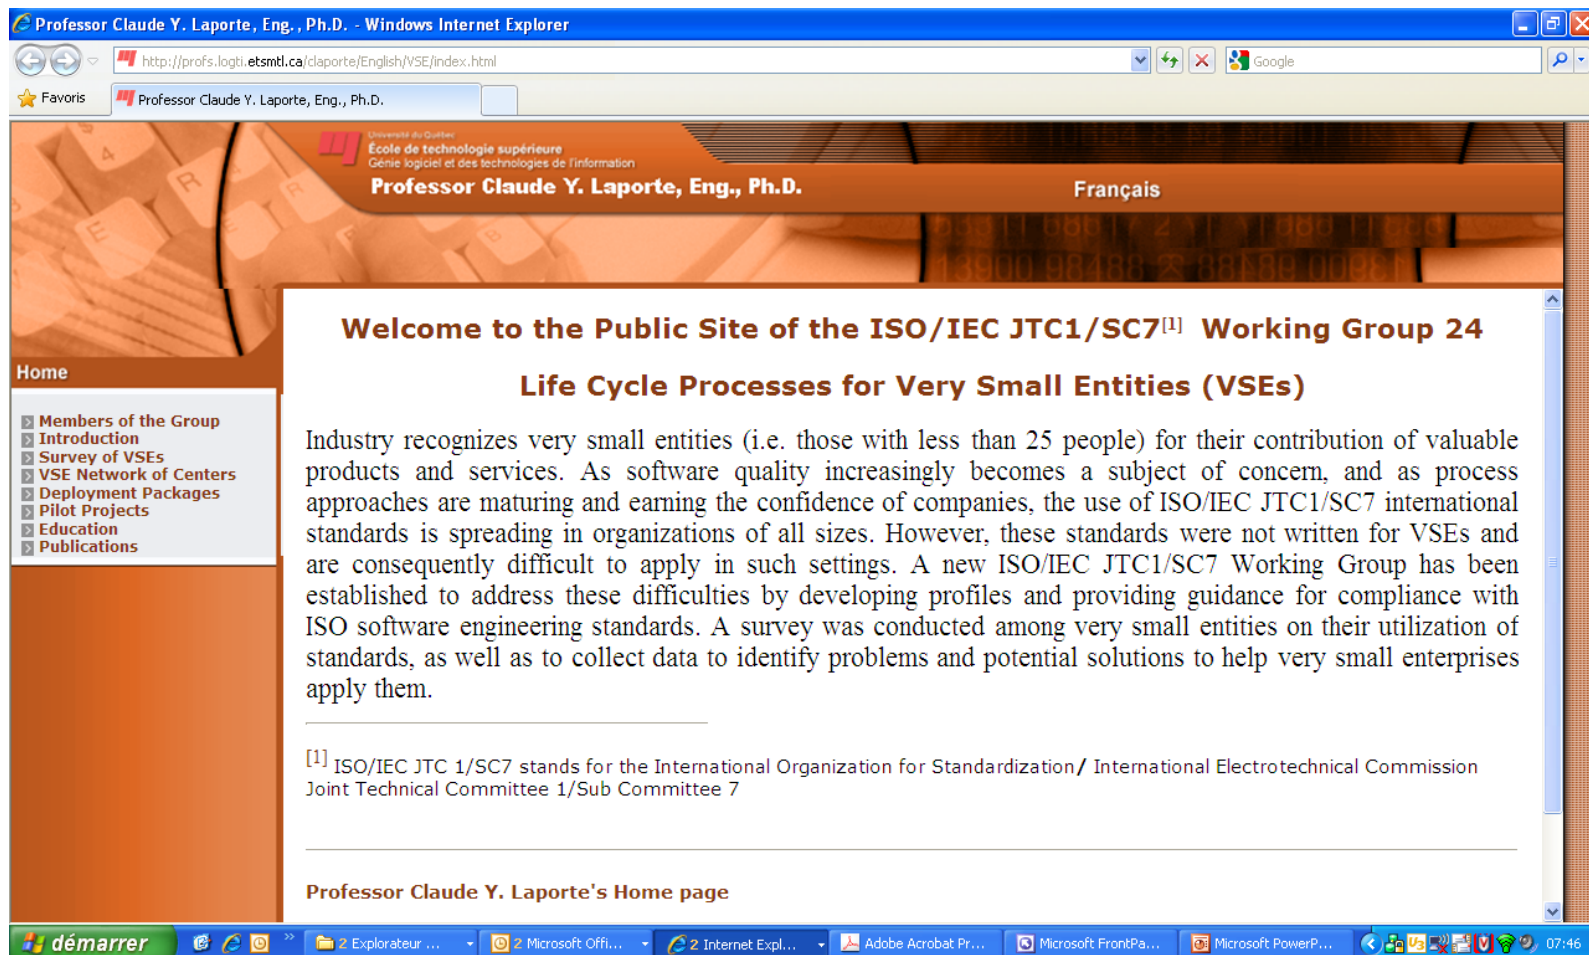 Professor Claude Y. Laporte, Eng., Ph.D. - Windows Internet Explorer
http://profs.logti.etsmtl.ca/claporte/English/VSE/index.html
Google
Favoris
Professor Claude Y. Laporte, Eng., Ph.D.
Université du Québec
École de technologie supérieure
Génie logiciel et des technologies de l'information
Professor Claude Y. Laporte, Eng., Ph.D.
Français
Home
Members of the Group
Introduction
Survey of VSEs
VSE Network of Centers
Deployment Packages
Pilot Projects
Education
Publications
Welcome to the Public Site of the ISO/IEC JTC1/SC7[1] Working Group 24
Life Cycle Processes for Very Small Entities (VSEs)
Industry recognizes very small entities (i.e. those with less than 25 people) for their contribution of valuable
products and services. As software quality increasingly becomes a subject of concern, and as process
approaches are maturing and earning the confidence of companies, the use of ISO/IEC JTC1/SC7 international
standards is spreading in organizations of all sizes. However, these standards were not written for VSEs and
are consequently difficult to apply in such settings. A new ISO/IEC JTC1/SC7 Working Group has been
established to address these difficulties by developing profiles and providing guidance for compliance with
ISO software engineering standards. A survey was conducted among very small entities on their utilization of
standards, as well as to collect data to identify problems and potential solutions to help very small enterprises
apply them.
[1] ISO/IEC JTC 1/SC7 stands for the International Organization for Standardization/ International Electrotechnical Commission
Joint Technical Committee 1/Sub Committee 7
Professor Claude Y. Laporte's Home page
démarrer
2 Explorateur ...
2 Microsoft Offi...
2 Internet Expl...
Adobe Acrobat Pr...
Microsoft FrontPa...
Microsoft PowerP...
07:46